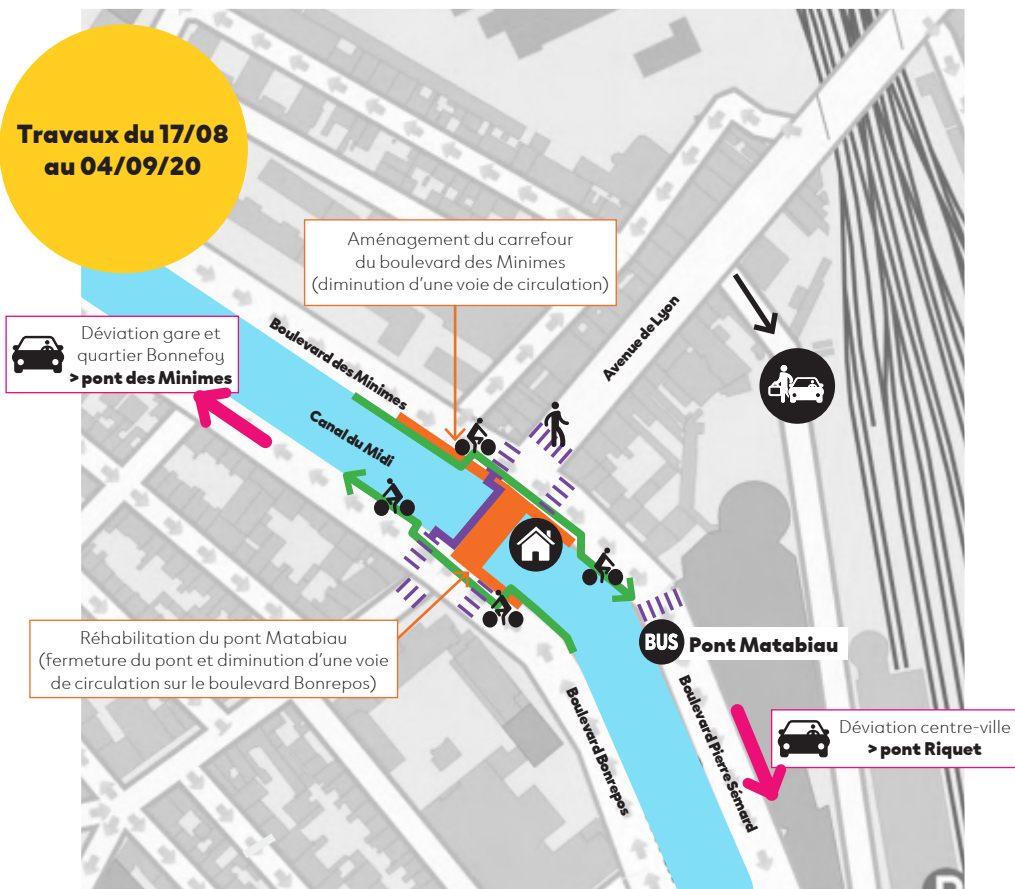 Travaux du 17/08
au 04/09/20
Aménagement du carrefour
du boulevard des Minimes
(diminution d'une voie de circulation)
Déviation gare et
quartier Bonnefoy
> pont des Minimes
Boulevard des Minimes
Avenue de Lyon
Canal du Midi
Réhabilitation du pont Matabiau
(fermeture du pont et diminution d'une voie
de circulation sur le boulevard Bonrepos)
BUS Pont Matabiau
Boulevard Bonrepos
Boulevard Pierre Sémard
Déviation centre-ville
> pont Riquet